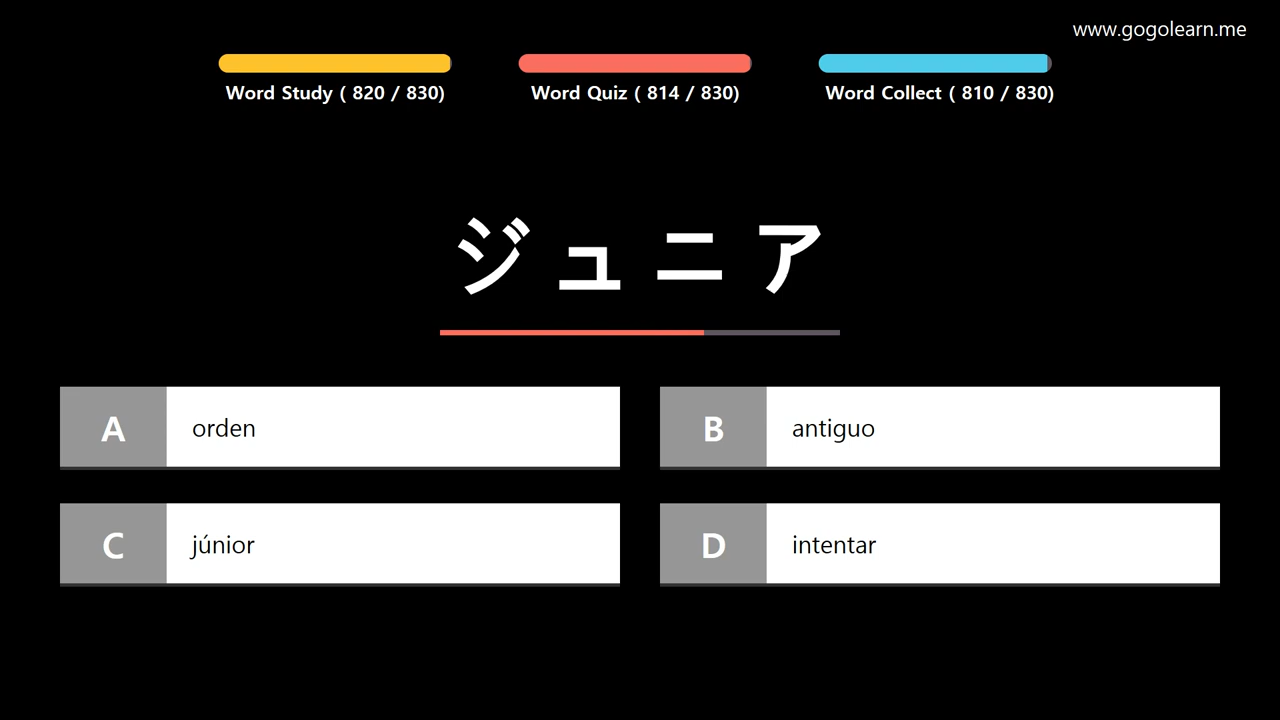 www.gogolearn.me
Word Study ( 820 / 830)
Word Quiz ( 814 / 830)
Word Collect ( 810 / 830)
ジュニア
A orden
B antiguo
C júnior
D intentar